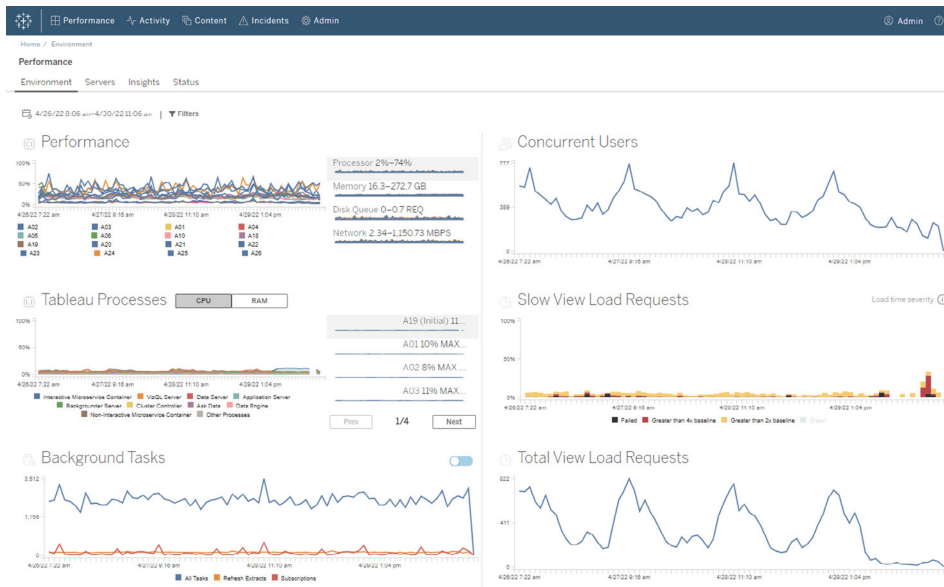 Performance Activity Content Incidents Admin Admin
Home / Environment
Performance
Environment Servers Insights Status
4/26/22 8:06 am–4/30/22 11:06 am | Filters
Performance
100%
50%
0%
4/26/22 7:22 am 4/27/22 9:16 am 4/28/22 11:10 am 4/29/22 1:04 pm
A02 A03 A01 A04
A05 A06 A10 A18
A19 A20 A21 A22
A23 A24 A25 A26
Processor 2%–74%
Memory 16.3–272.7 GB
Disk Queue 0–0.7 REQ
Network 2.34–1,150.73 MBPS
Concurrent Users
777
389
0
4/26/22 7:22 am 4/27/22 9:16 am 4/28/22 11:10 am 4/29/22 1:04 pm
Tableau Processes CPU RAM
100%
50%
0%
4/26/22 7:22 am 4/27/22 9:16 am 4/28/22 11:10 am 4/29/22 1:04 pm
Interactive Microservice Container VizQL Server Data Server Application Server
Backgrounder Server Cluster Controller Ask Data Data Engine
Non-Interactive Microservice Container Other Processes
A19 (Initial) 11...
A01 10% MAX...
A02 8% MAX...
A03 11% MAX...
Prev 1/4 Next
Slow View Load Requests Load time severity
100%
50%
0%
4/26/22 7:22 am 4/27/22 9:16 am 4/28/22 11:10 am 4/29/22 1:04 pm
Failed Greater than 4x baseline Greater than 2x baseline Green
Background Tasks
3,512
1,756
0
4/26/22 7:22 am 4/27/22 9:16 am 4/28/22 11:10 am 4/29/22 1:04 pm
All Tasks Refresh Extracts Subscriptions
Total View Load Requests
822
411
0
4/26/22 7:22 am 4/27/22 9:16 am 4/28/22 11:10 am 4/29/22 1:04 pm